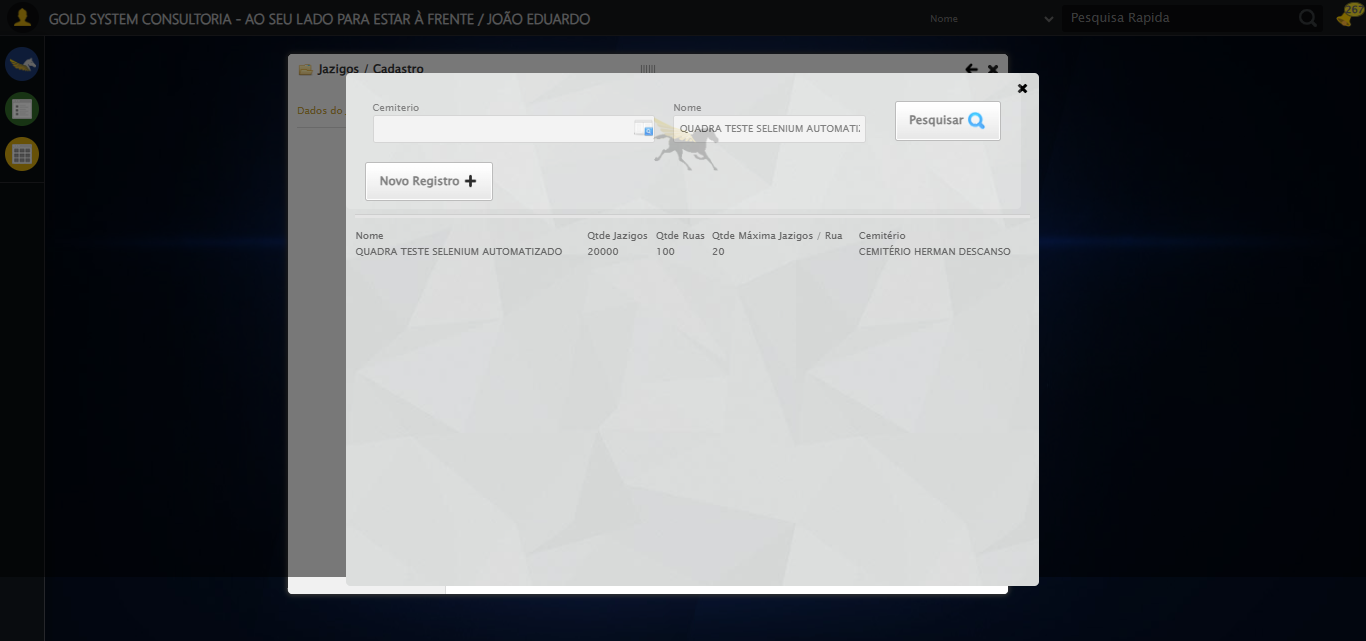 GOLD SYSTEM CONSULTORIA - AO SEU LADO PARA ESTAR À FRENTE / JOÃO EDUARDO
Nome
Pesquisa Rapida
267
Jazigos / Cadastro
Dados do
Cemiterio
Nome
QUADRA TESTE SELENIUM AUTOMATI
Pesquisar
Novo Registro
Nome Qtde Jazigos Qtde Ruas Qtde Máxima Jazigos / Rua Cemitério
QUADRA TESTE SELENIUM AUTOMATIZADO 20000 100 20 CEMITÉRIO HERMAN DESCANSO